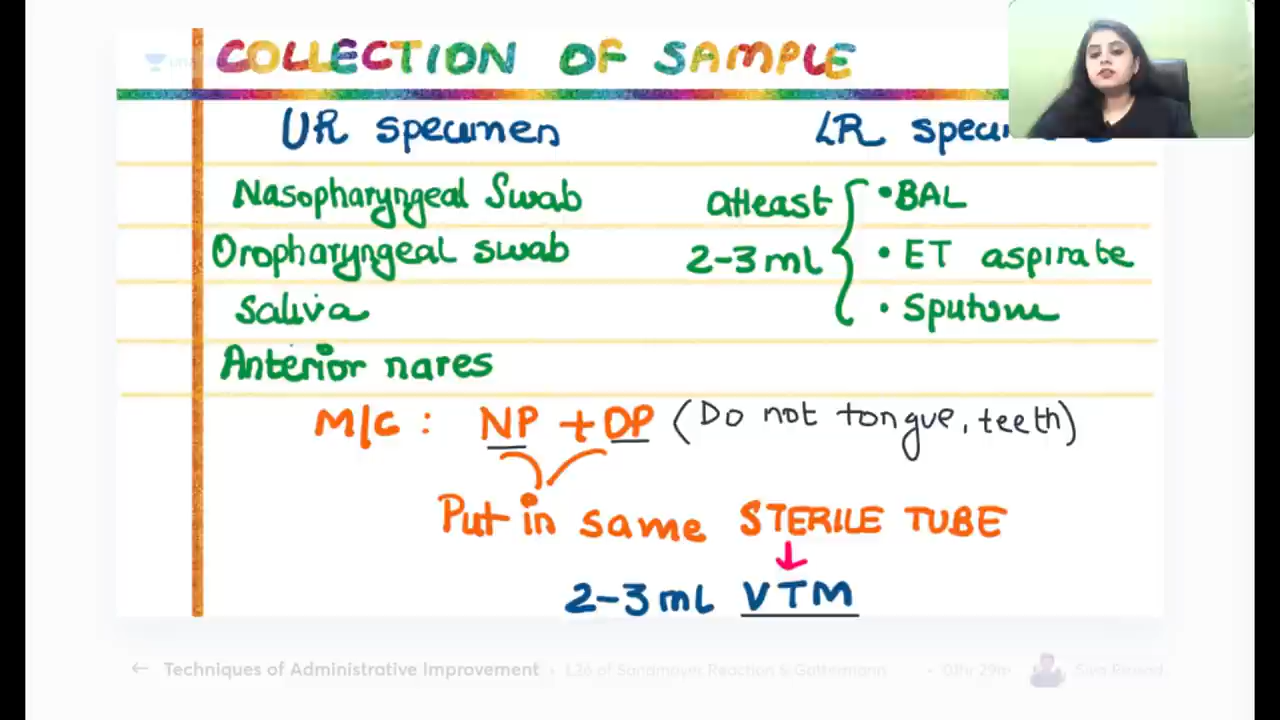 COLLECTION OF SAMPLE
UR specimen
LR
Nasopharyngeal Swab
Oropharyngeal swab
Saliva
Anterior nares
atleast
2-3 mL
• BAL
• ET aspirate
• Sputum
M/C : NP + OP (Do not tongue, teeth)
Put in same STERILE TUBE
2-3 mL VTM
← Techniques of Administrative Improvement